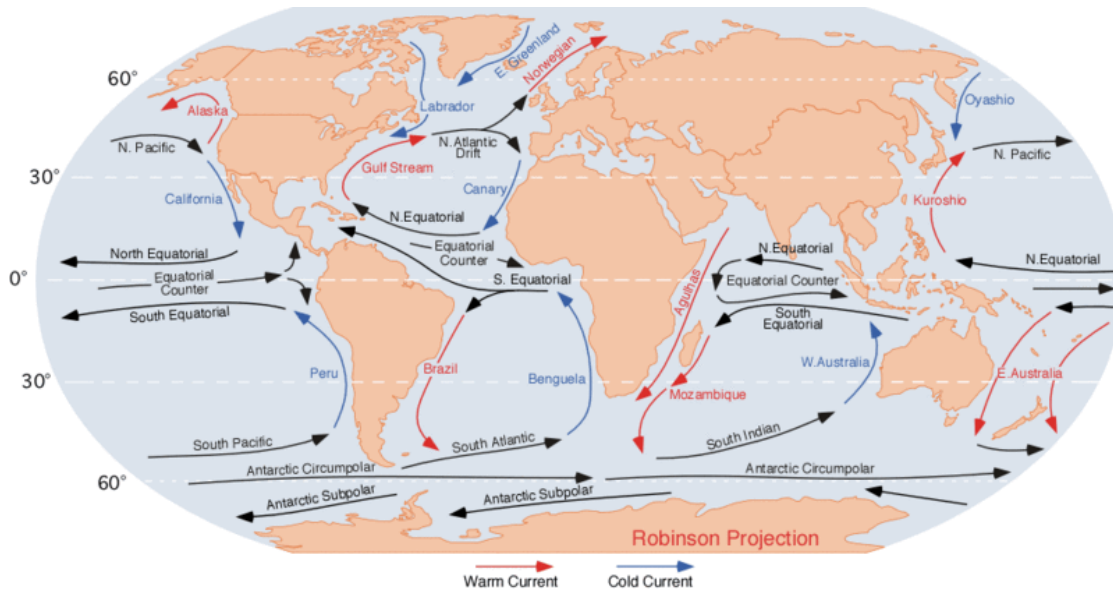 60°
30°
0°
30°
60°
Alaska
N. Pacific
California
North Equatorial
Equatorial
Counter
South Equatorial
Peru
South Pacific
Antarctic Circumpolar
Antarctic Subpolar
Labrador
E. Greenland
Norwegian
Gulf Stream
N. Atlantic
Drift
Canary
N.Equatorial
Equatorial
Counter
S. Equatorial
Brazil
Benguela
South Atlantic
Antarctic Subpolar
Agulhas
Mozambique
N.Equatorial
Equatorial Counter
South
Equatorial
W.Australia
South Indian
Antarctic Circumpolar
Oyashio
N. Pacific
Kuroshio
N.Equatorial
E.Australia
Robinson Projection
Warm Current
Cold Current